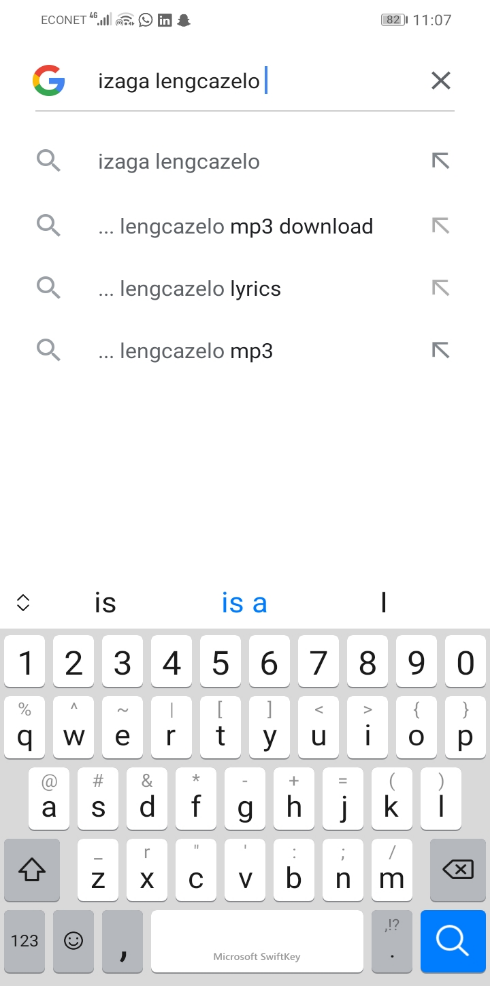 ECONET 4G 82 11:07
izaga lengcazelo
izaga lengcazelo
... lengcazelo mp3 download
... lengcazelo lyrics
... lengcazelo mp3
is is a I
1 2 3 4 5 6 7 8 9 0
% ^ ~ | [ ] < > { }
q w e r t y u i o p
@ # & * - + = ( )
a s d f g h j k l
_ r " ' : ; /
z x c v b n m
,!?
123 , Microsoft SwiftKey .